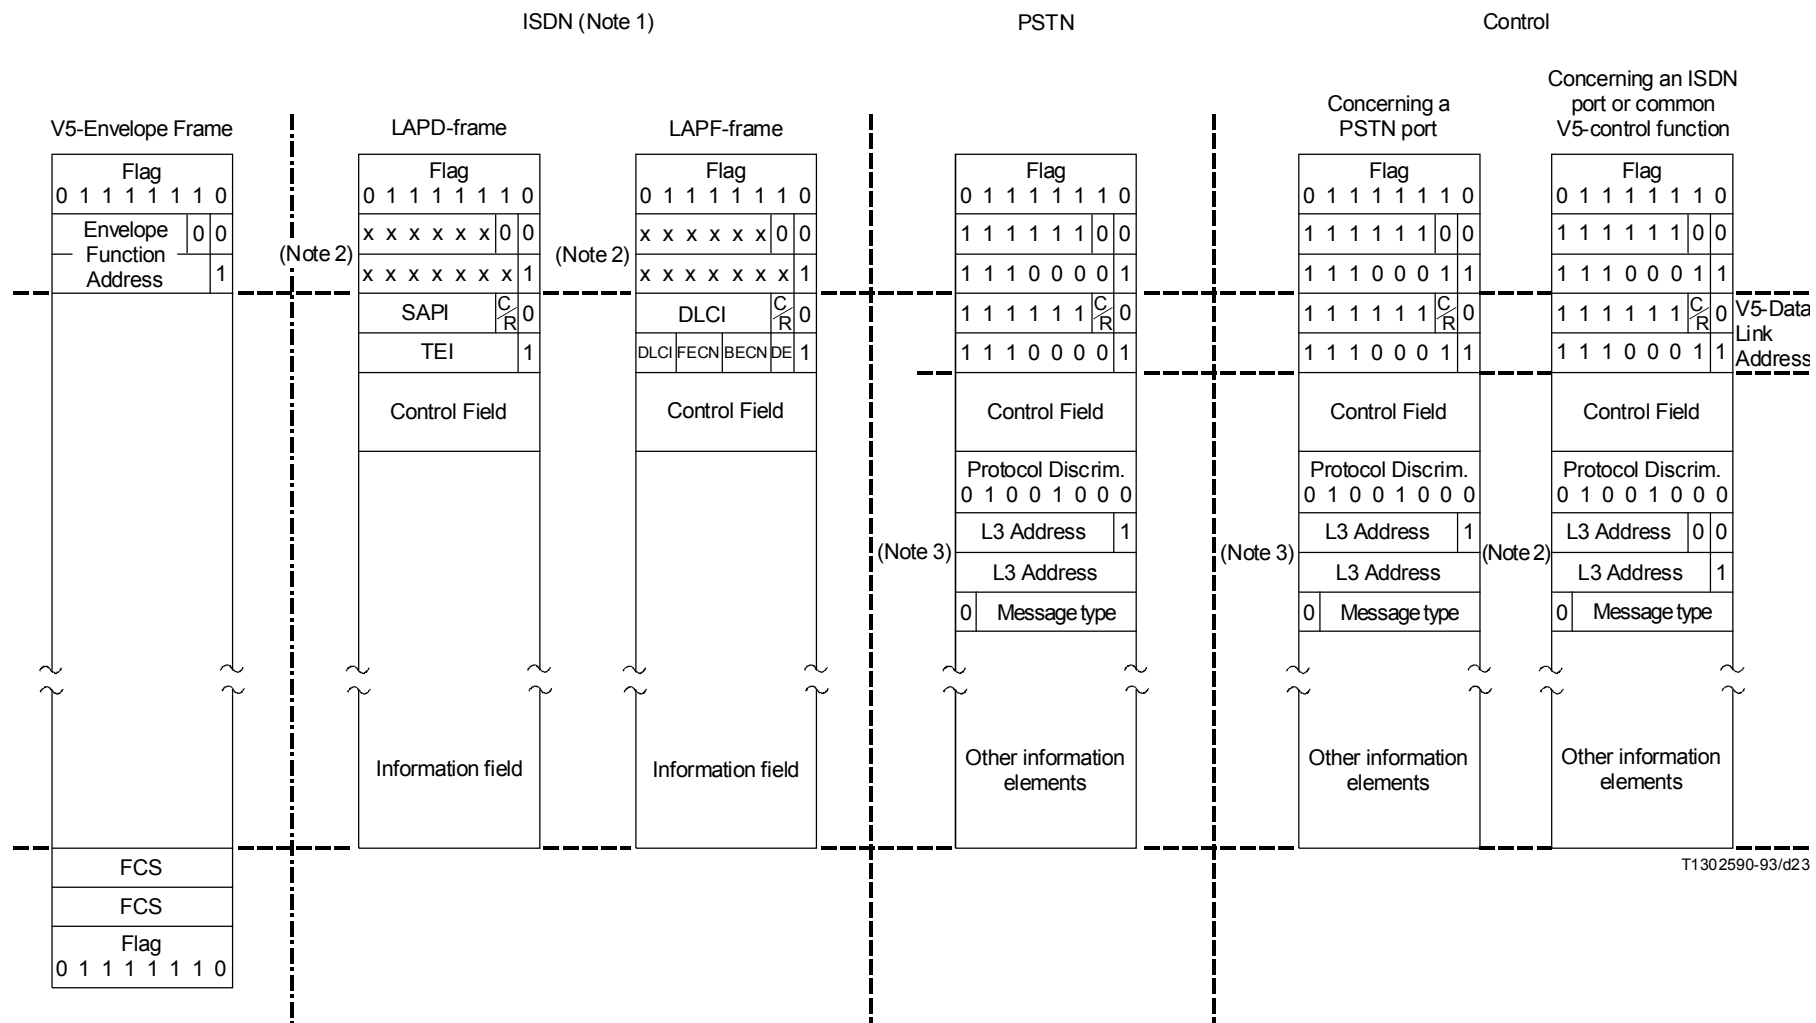 ISDN (Note 1)
PSTN
Control
V5-Envelope Frame
Flag
0 1 1 1 1 1 1 0
Envelope
Function
Address
0 0
1
FCS
FCS
Flag
0 1 1 1 1 1 1 0
(Note 2)
LAPD-frame
Flag
0 1 1 1 1 1 1 0
x x x x x x 0 0
x x x x x x x 1
SAPI C/R 0
TEI 1
Control Field
Information field
(Note 2)
LAPF-frame
Flag
0 1 1 1 1 1 1 0
x x x x x x 0 0
x x x x x x x 1
DLCI C/R 0
DLCI FECN BECN DE 1
Control Field
Information field
(Note 3)
Flag
0 1 1 1 1 1 1 0
1 1 1 1 1 1 0 0
1 1 1 0 0 0 0 1
1 1 1 1 1 1 C/R 0
1 1 1 0 0 0 0 1
Control Field
Protocol Discrim.
0 1 0 0 1 0 0 0
L3 Address 1
L3 Address
0 Message type
Other information
elements
(Note 3)
Concerning a
PSTN port
Flag
0 1 1 1 1 1 1 0
1 1 1 1 1 1 0 0
1 1 1 0 0 0 1 1
1 1 1 1 1 1 C/R 0
1 1 1 0 0 0 1 1
Control Field
Protocol Discrim.
0 1 0 0 1 0 0 0
L3 Address 1
L3 Address
0 Message type
Other information
elements
(Note 2)
Concerning an ISDN
port or common
V5-control function
Flag
0 1 1 1 1 1 1 0
1 1 1 1 1 1 0 0
1 1 1 0 0 0 1 1
1 1 1 1 1 1 C/R 0
1 1 1 0 0 0 1 1
Control Field
Protocol Discrim.
0 1 0 0 1 0 0 0
L3 Address 0 0
L3 Address 1
0 Message type
Other information
elements
V5-Data
Link
Address
T1302590-93/d23